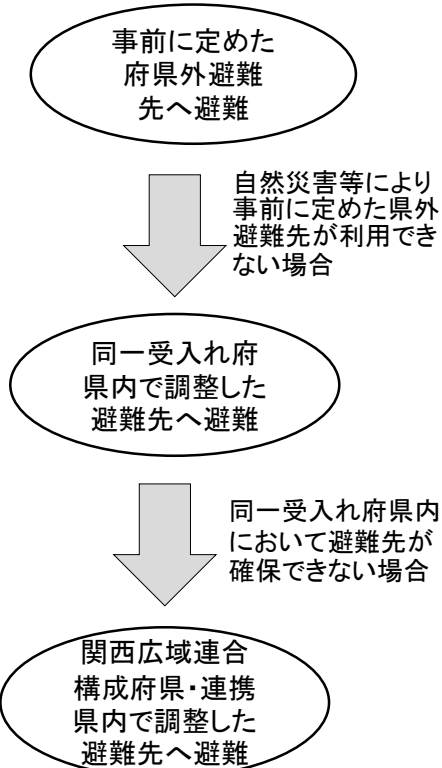 事前に定めた
府県外避難
先へ避難
自然災害等により
事前に定めた県外
避難先が利用でき
ない場合
同一受入れ府
県内で調整した
避難先へ避難
同一受入れ府県内
において避難先が
確保できない場合
関西広域連合
構成府県・連携
県内で調整した
避難先へ避難